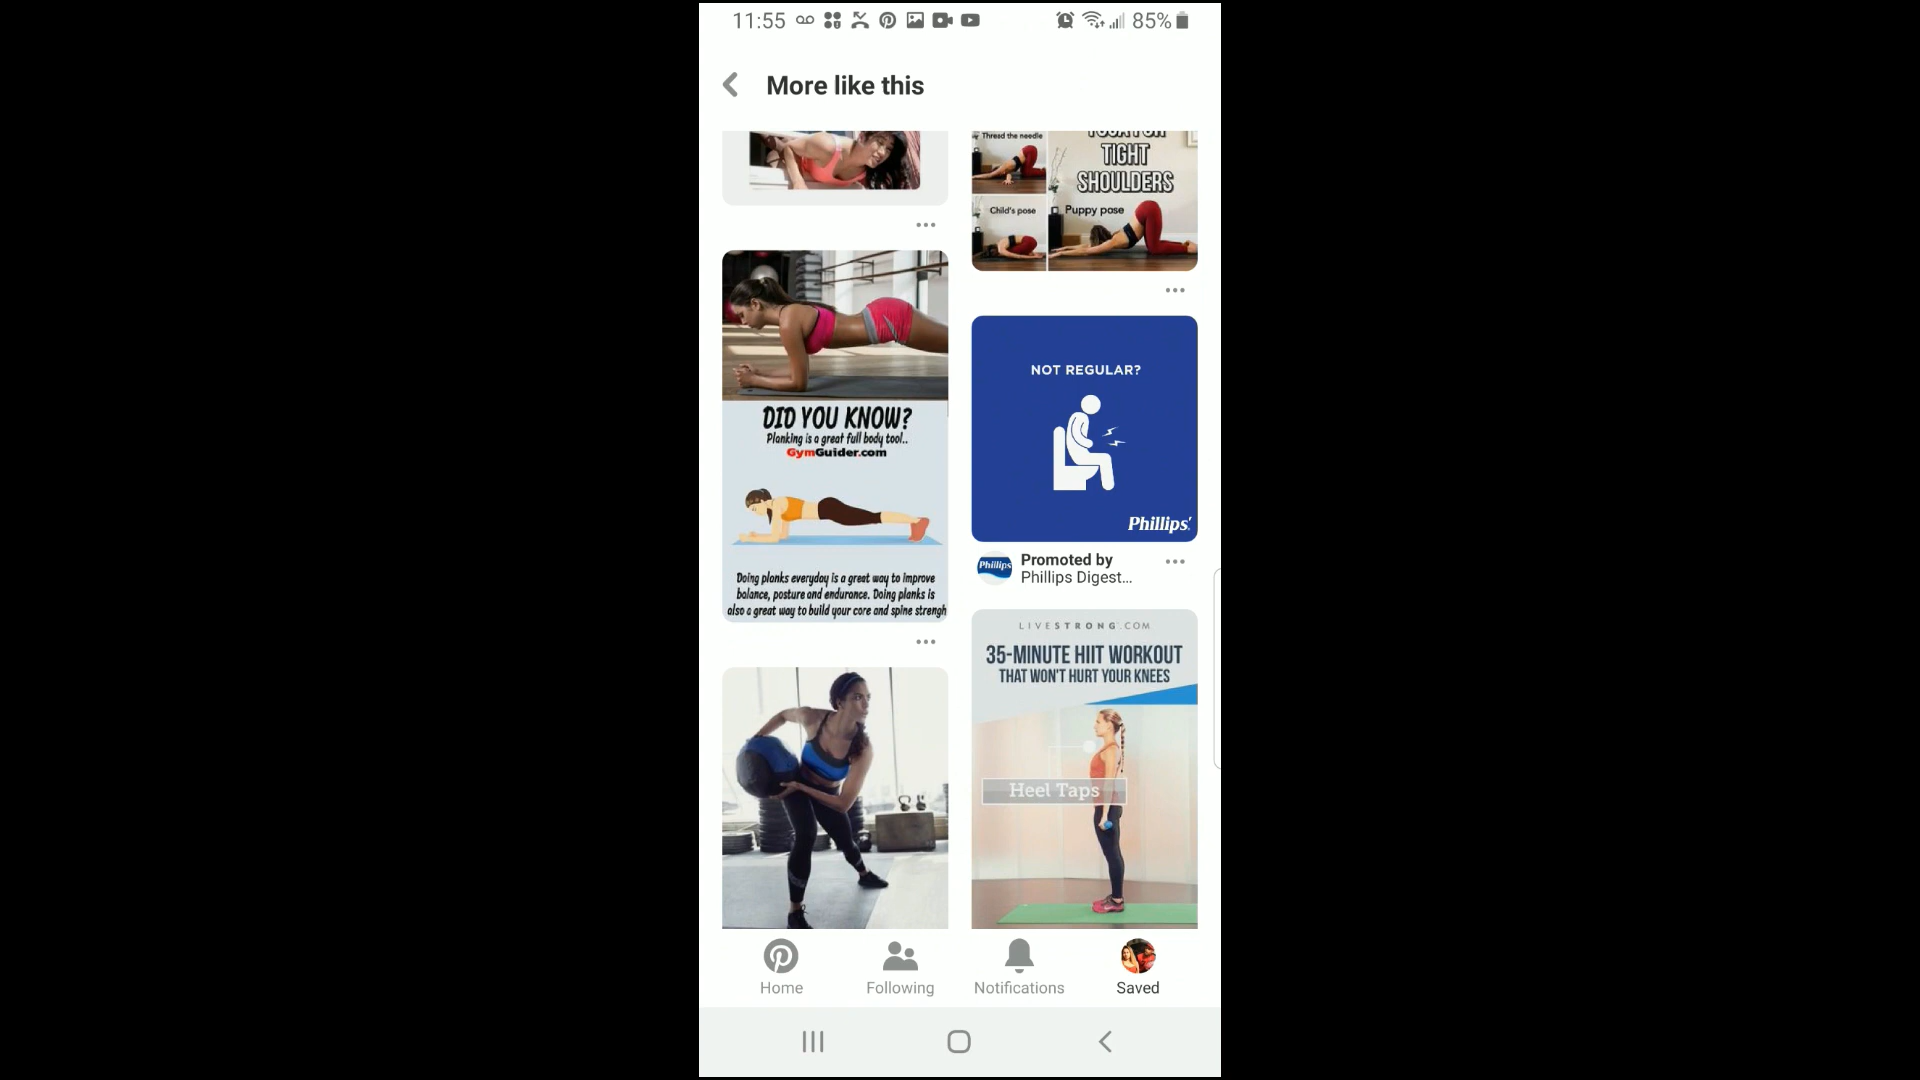 11:55
85%
More like this
Thread the needle
TIGHT
SHOULDERS
Child's pose
Puppy pose
DID YOU KNOW?
Planking is a great full body tool..
GymGuider.com
Doing planks everyday is a great way to improve
balance, posture and endurance. Doing planks is
also a great way to build your core and spine strengh
NOT REGULAR?
Phillips'
Phillips
Promoted by
Phillips Digest...
LIVESTRONG.COM
35-MINUTE HIIT WORKOUT
THAT WON'T HURT YOUR KNEES
Heel Taps
Home
Following
Notifications
Saved